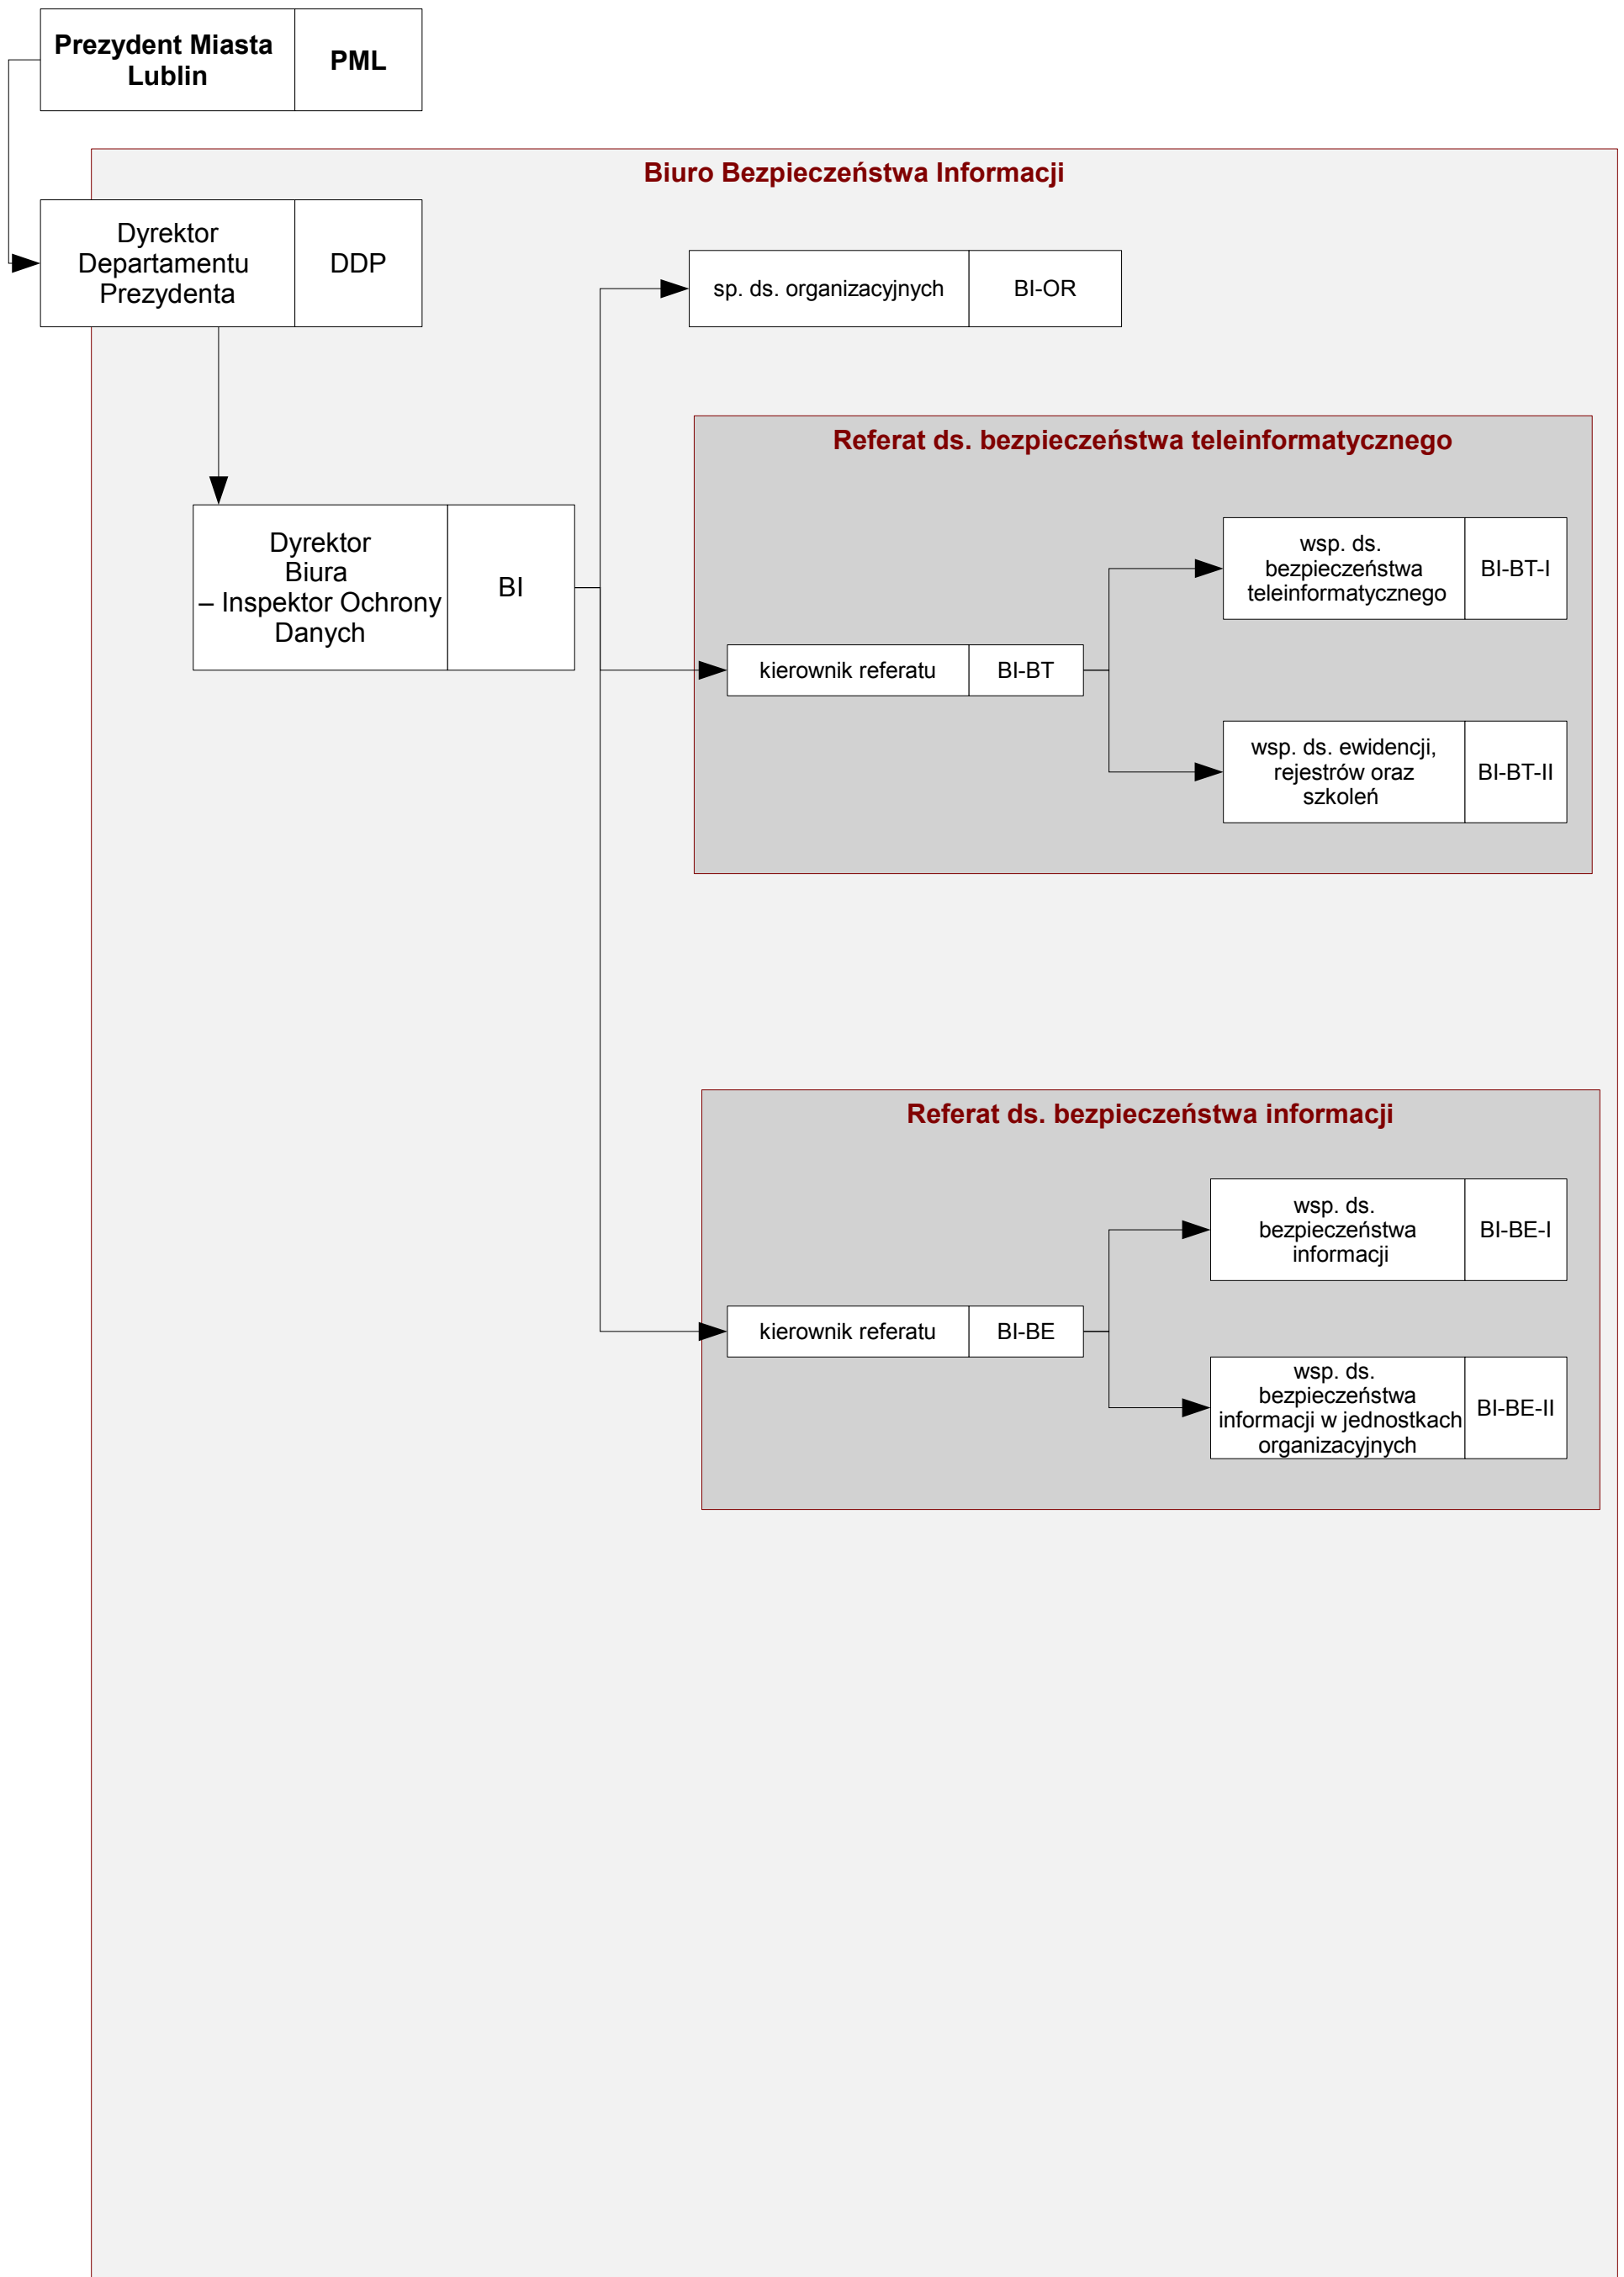 Prezydent Miasta
Lublin
PML
Biuro Bezpieczeństwa Informacji
Dyrektor
Departamentu
Prezydenta
DDP
sp. ds. organizacyjnych
BI-OR
Referat ds. bezpieczeństwa teleinformatycznego
Dyrektor
Biura
– Inspektor Ochrony
Danych
BI
wsp. ds.
bezpieczeństwa
teleinformatycznego
BI-BT-I
kierownik referatu
BI-BT
wsp. ds. ewidencji,
rejestrów oraz
szkoleń
BI-BT-II
Referat ds. bezpieczeństwa informacji
wsp. ds.
bezpieczeństwa
informacji
BI-BE-I
kierownik referatu
BI-BE
wsp. ds.
bezpieczeństwa
informacji w jednostkach
organizacyjnych
BI-BE-II